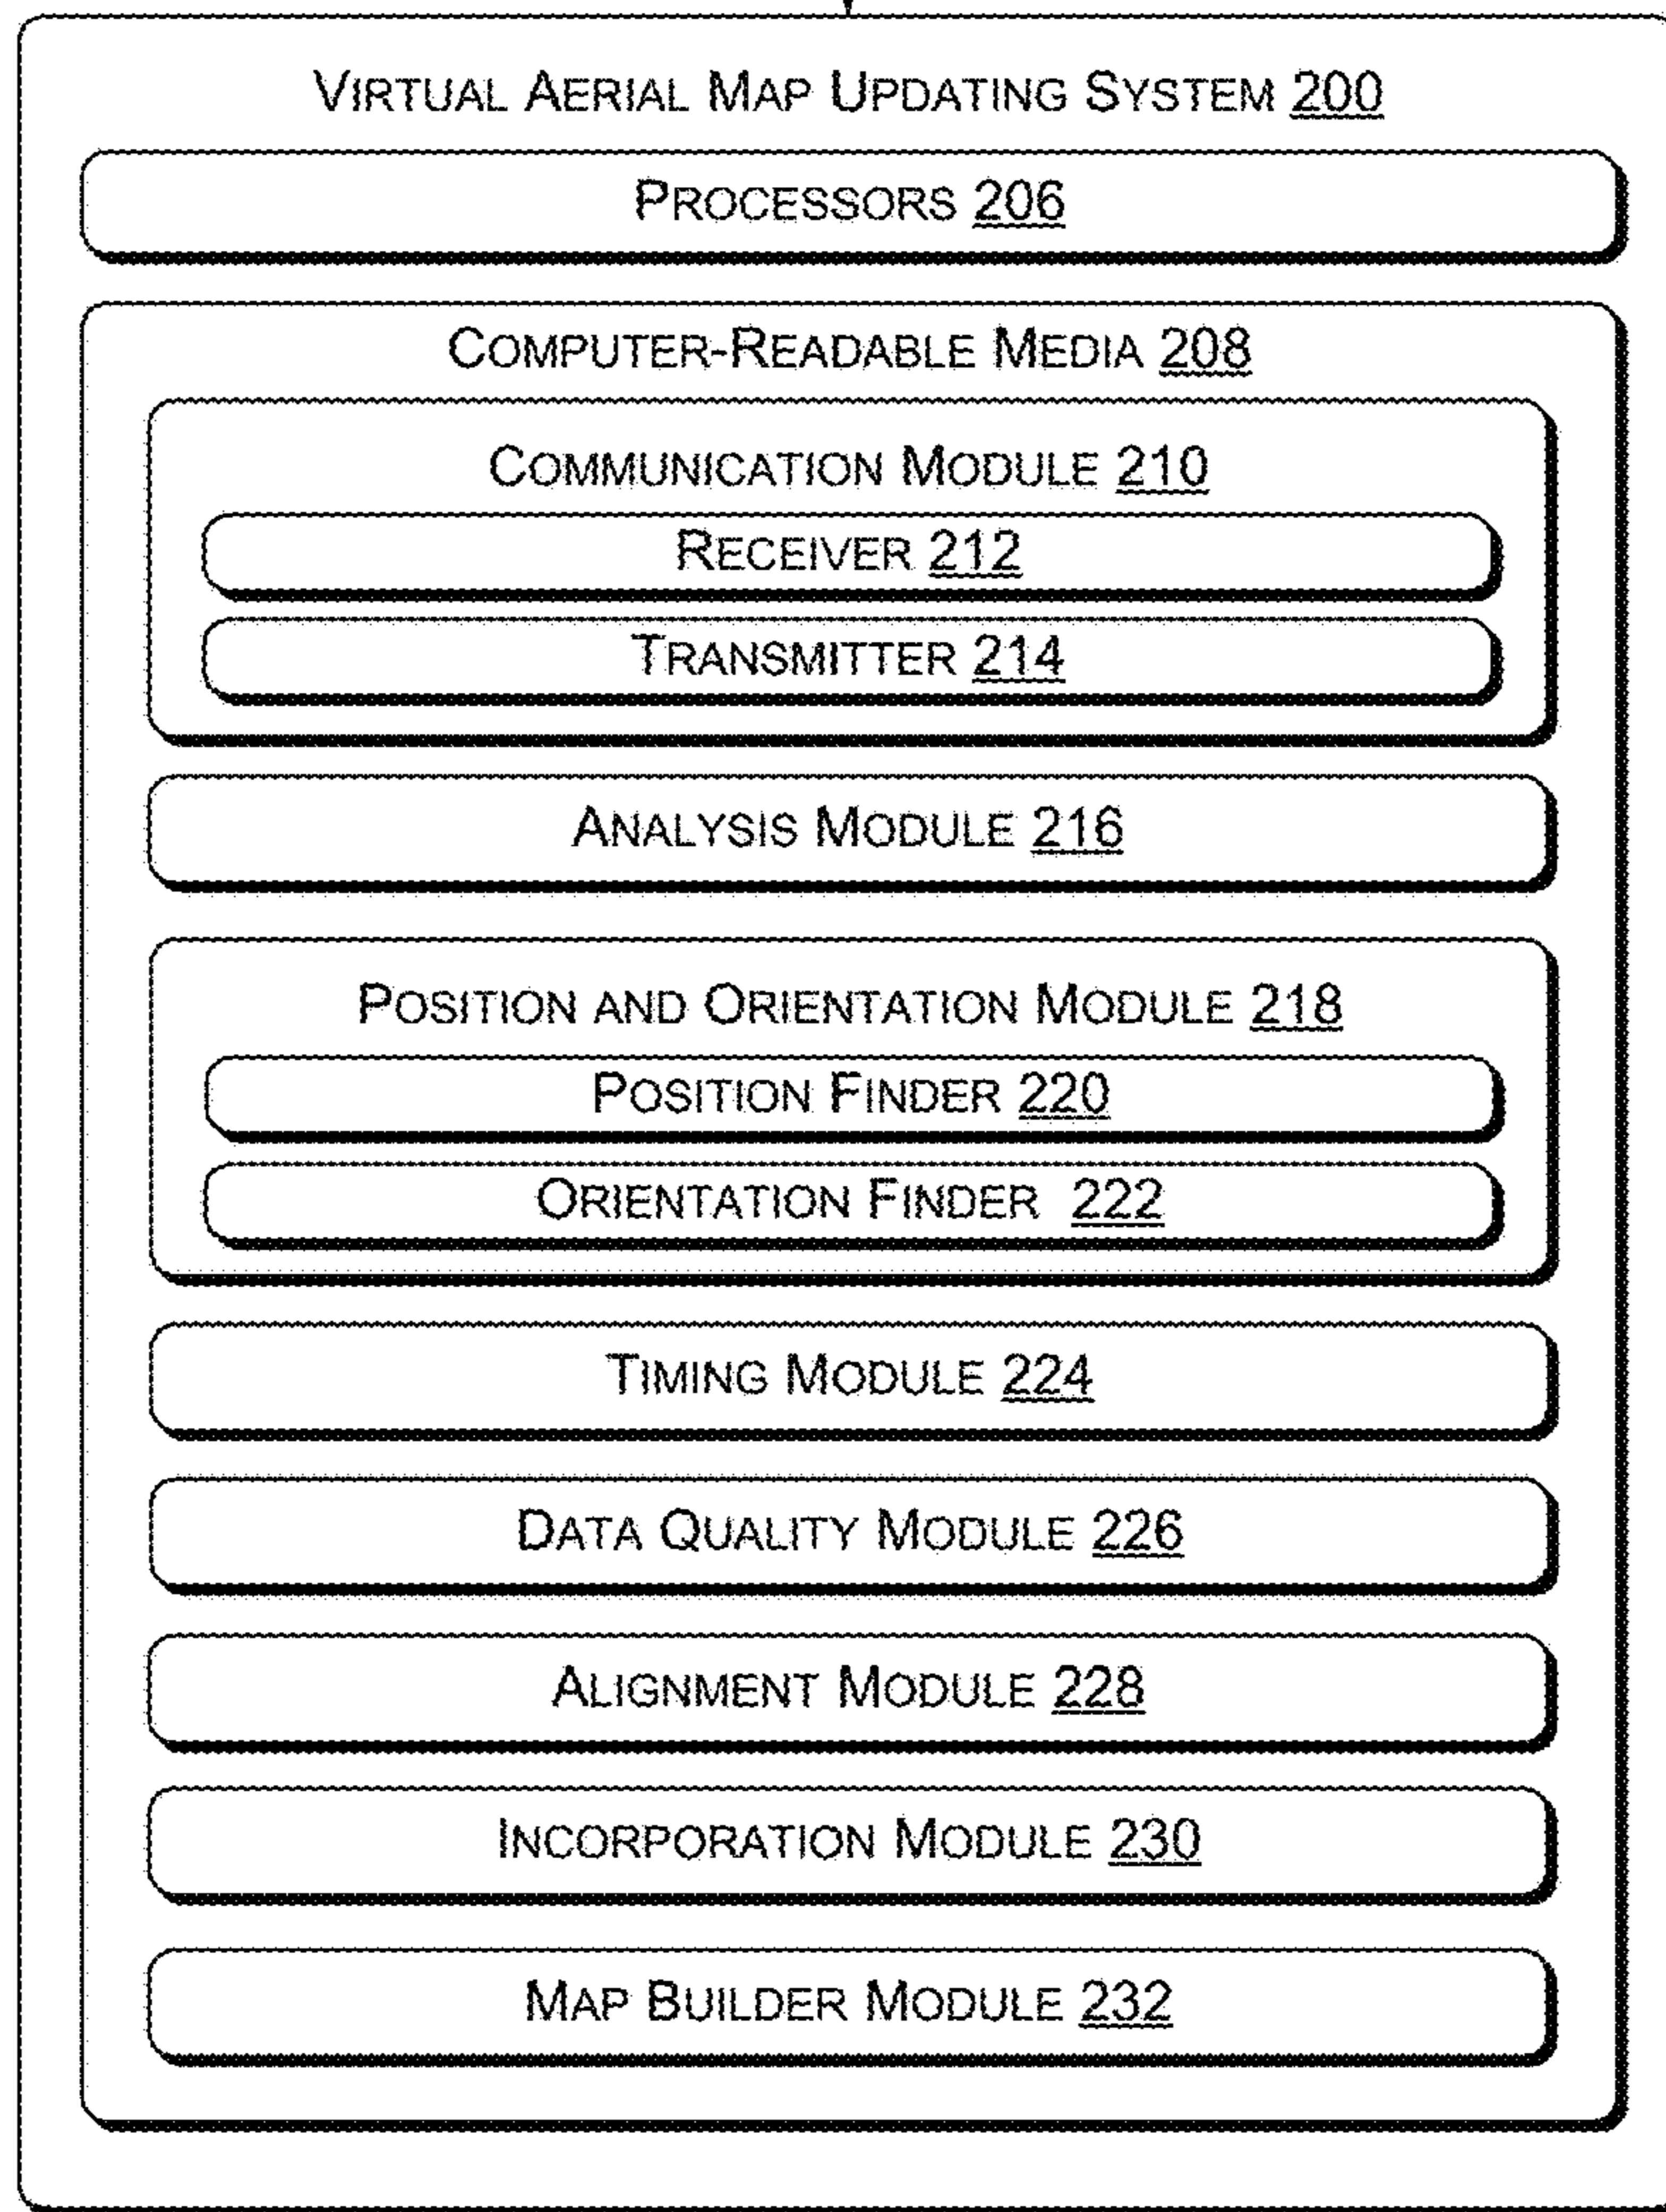 VIRTUAL AERIAL MAP UPDATING SYSTEM 200
PROCESSORS 206
COMPUTER-READABLE MEDIA 208
COMMUNICATION MODULE 210
RECEIVER 212
TRANSMITTER 214
ANALYSIS MODULE 216
POSITION AND ORIENTATION MODULE 218
POSITION FINDER 220
ORIENTATION FINDER 222
TIMING MODULE 224
DATA QUALITY MODULE 226
ALIGNMENT MODULE 228
INCORPORATION MODULE 230
MAP BUILDER MODULE 232